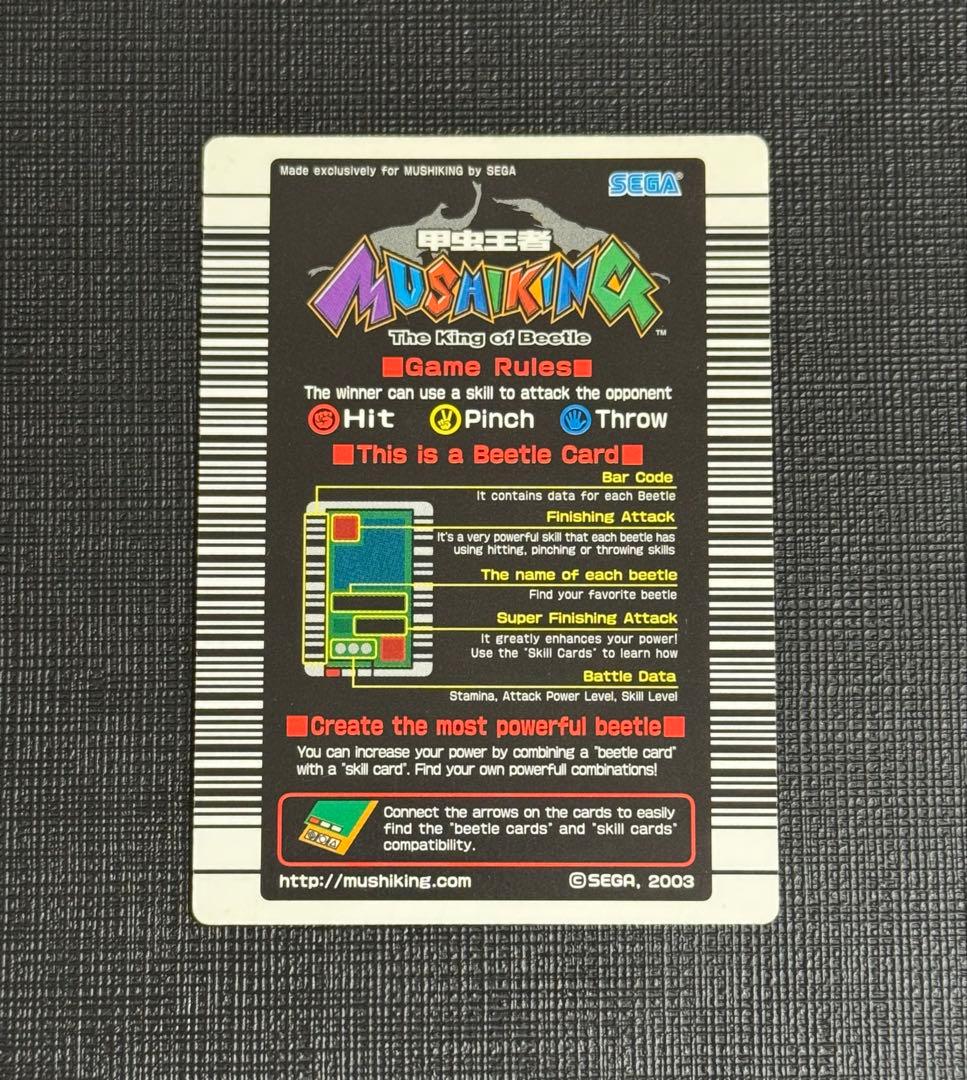 Made exclusively for MUSHIKING by SEGA
SEGA®
甲虫王者
MUSHIKING
The King of Beetle™
■Game Rules■
The winner can use a skill to attack the opponent
Hit Pinch Throw
■This is a Beetle Card■
Bar Code
It contains data for each Beetle
Finishing Attack
It's a very powerful skill that each beetle has
using hitting, pinching or throwing skills
The name of each beetle
Find your favorite beetle
Super Finishing Attack
It greatly enhances your power!
Use the "Skill Cards" to learn how
Battle Data
Stamina, Attack Power Level, Skill Level
■Create the most powerful beetle■
You can increase your power by combining a "beetle card"
with a "skill card". Find your own powerfull combinations!
Connect the arrows on the cards to easily
find the "beetle cards" and "skill cards"
compatibility.
http://mushiking.com ©SEGA, 2003